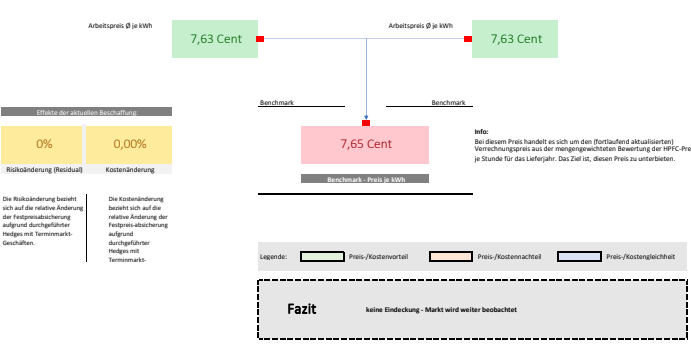 Arbeitspreis Ø je kWh
7,63 Cent
Arbeitspreis Ø je kWh
7,63 Cent
Benchmark
Benchmark
Effekte der aktuellen Beschaffung:
0%
0,00%
Risikoänderung (Residual)
Kostenänderung
7,65 Cent
Benchmark - Preis je kWh
Info:
Bei diesem Preis handelt es sich um den (fortlaufend aktualisierten)
Verrechnungspreis aus der mengengewichteten Bewertung der HPFC-Pre
je Stunde für das Lieferjahr. Das Ziel ist, diesen Preis zu unterbieten.
Die Risikoänderung bezieht
sich auf die relative Änderung
der Festpreisabsicherung
aufgrund durchgeführter
Hedges mit Terminmarkt-
Geschäften.
Die Kostenänderung
bezieht sich auf die
relative Änderung der
Festpreis-absicherung
aufgrund
durchgeführter
Hedges mit
Terminmarkt-
Legende:
Preis-/Kostenvorteil
Preis-/Kostennachteil
Preis-/Kostengleichheit
Fazit
keine Eindeckung - Markt wird weiter beobachtet